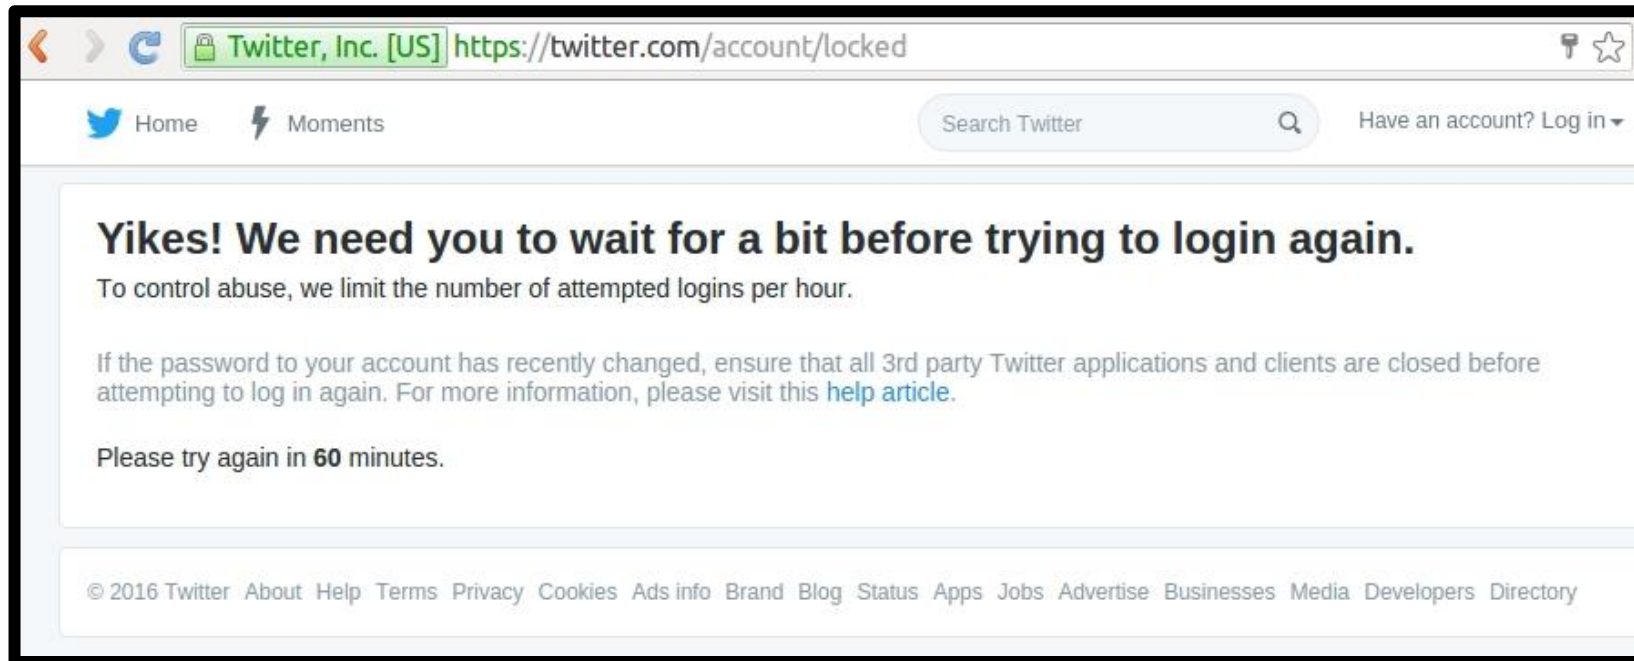 Twitter, Inc. [US] https://twitter.com/account/locked
Home Moments Search Twitter Have an account? Log in
Yikes! We need you to wait for a bit before trying to login again.
To control abuse, we limit the number of attempted logins per hour.
If the password to your account has recently changed, ensure that all 3rd party Twitter applications and clients are closed before
attempting to log in again. For more information, please visit this help article.
Please try again in 60 minutes.
© 2016 Twitter About Help Terms Privacy Cookies Ads info Brand Blog Status Apps Jobs Advertise Businesses Media Developers Directory